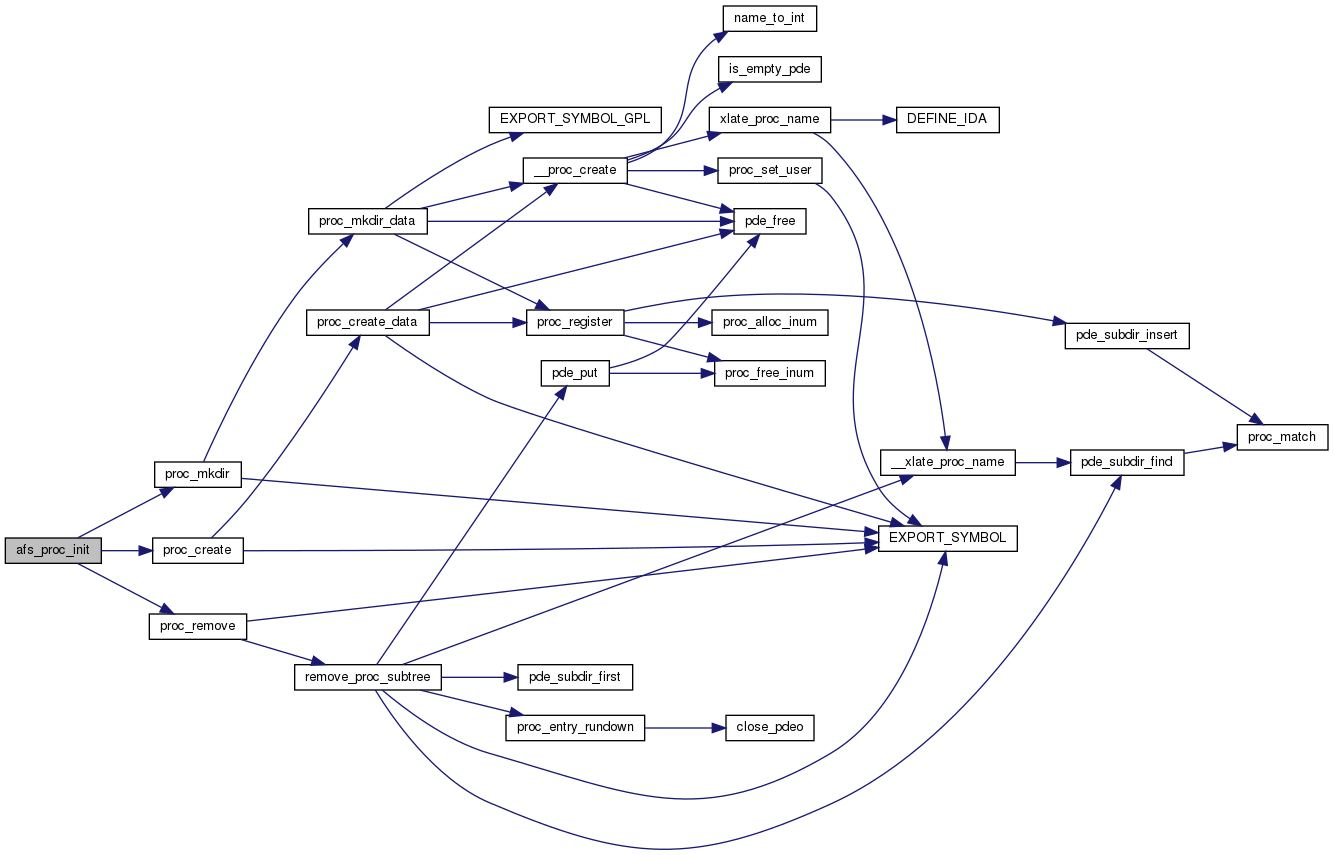 name_to_int
is_empty_pde
EXPORT_SYMBOL_GPL
xlate_proc_name
DEFINE_IDA
__proc_create
proc_set_user
proc_mkdir_data
pde_free
proc_create_data
proc_register
proc_alloc_inum
pde_subdir_insert
pde_put
proc_free_inum
proc_match
proc_mkdir
__xlate_proc_name
pde_subdir_find
afs_proc_init
proc_create
EXPORT_SYMBOL
proc_remove
remove_proc_subtree
pde_subdir_first
proc_entry_rundown
close_pdeo